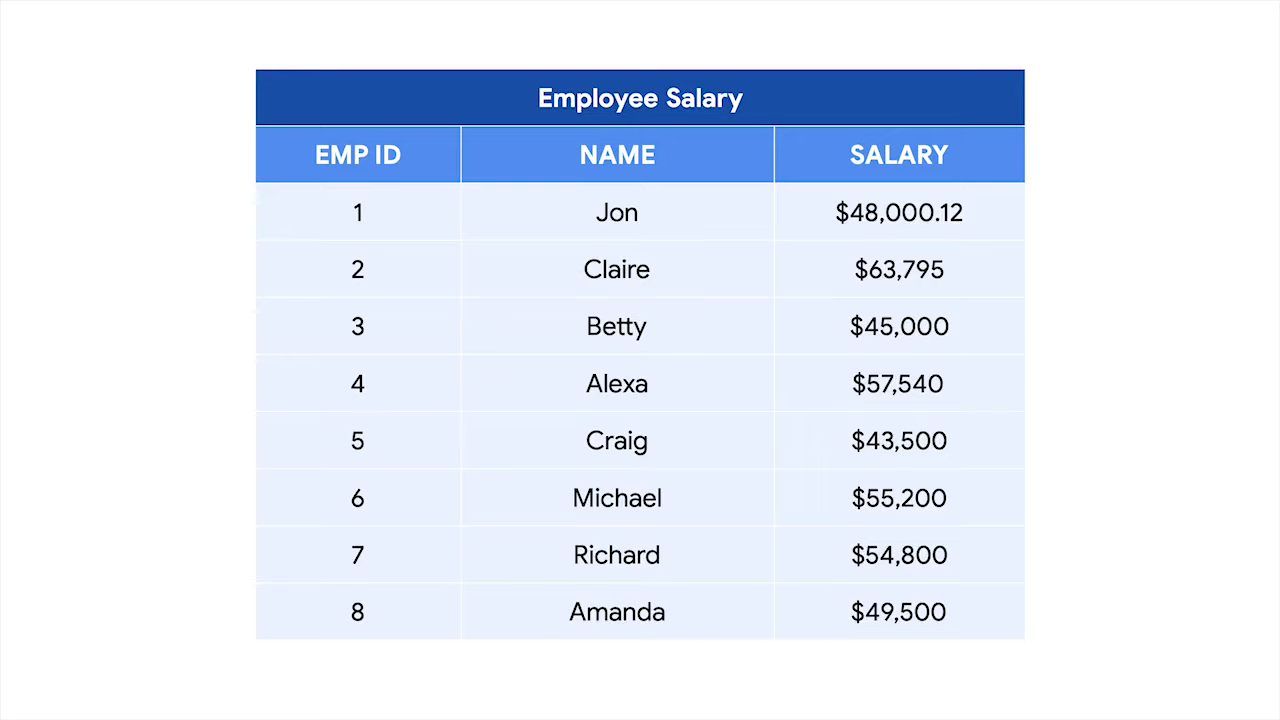 Employee Salary
EMP ID NAME SALARY
1 Jon $48,000.12
2 Claire $63,795
3 Betty $45,000
4 Alexa $57,540
5 Craig $43,500
6 Michael $55,200
7 Richard $54,800
8 Amanda $49,500